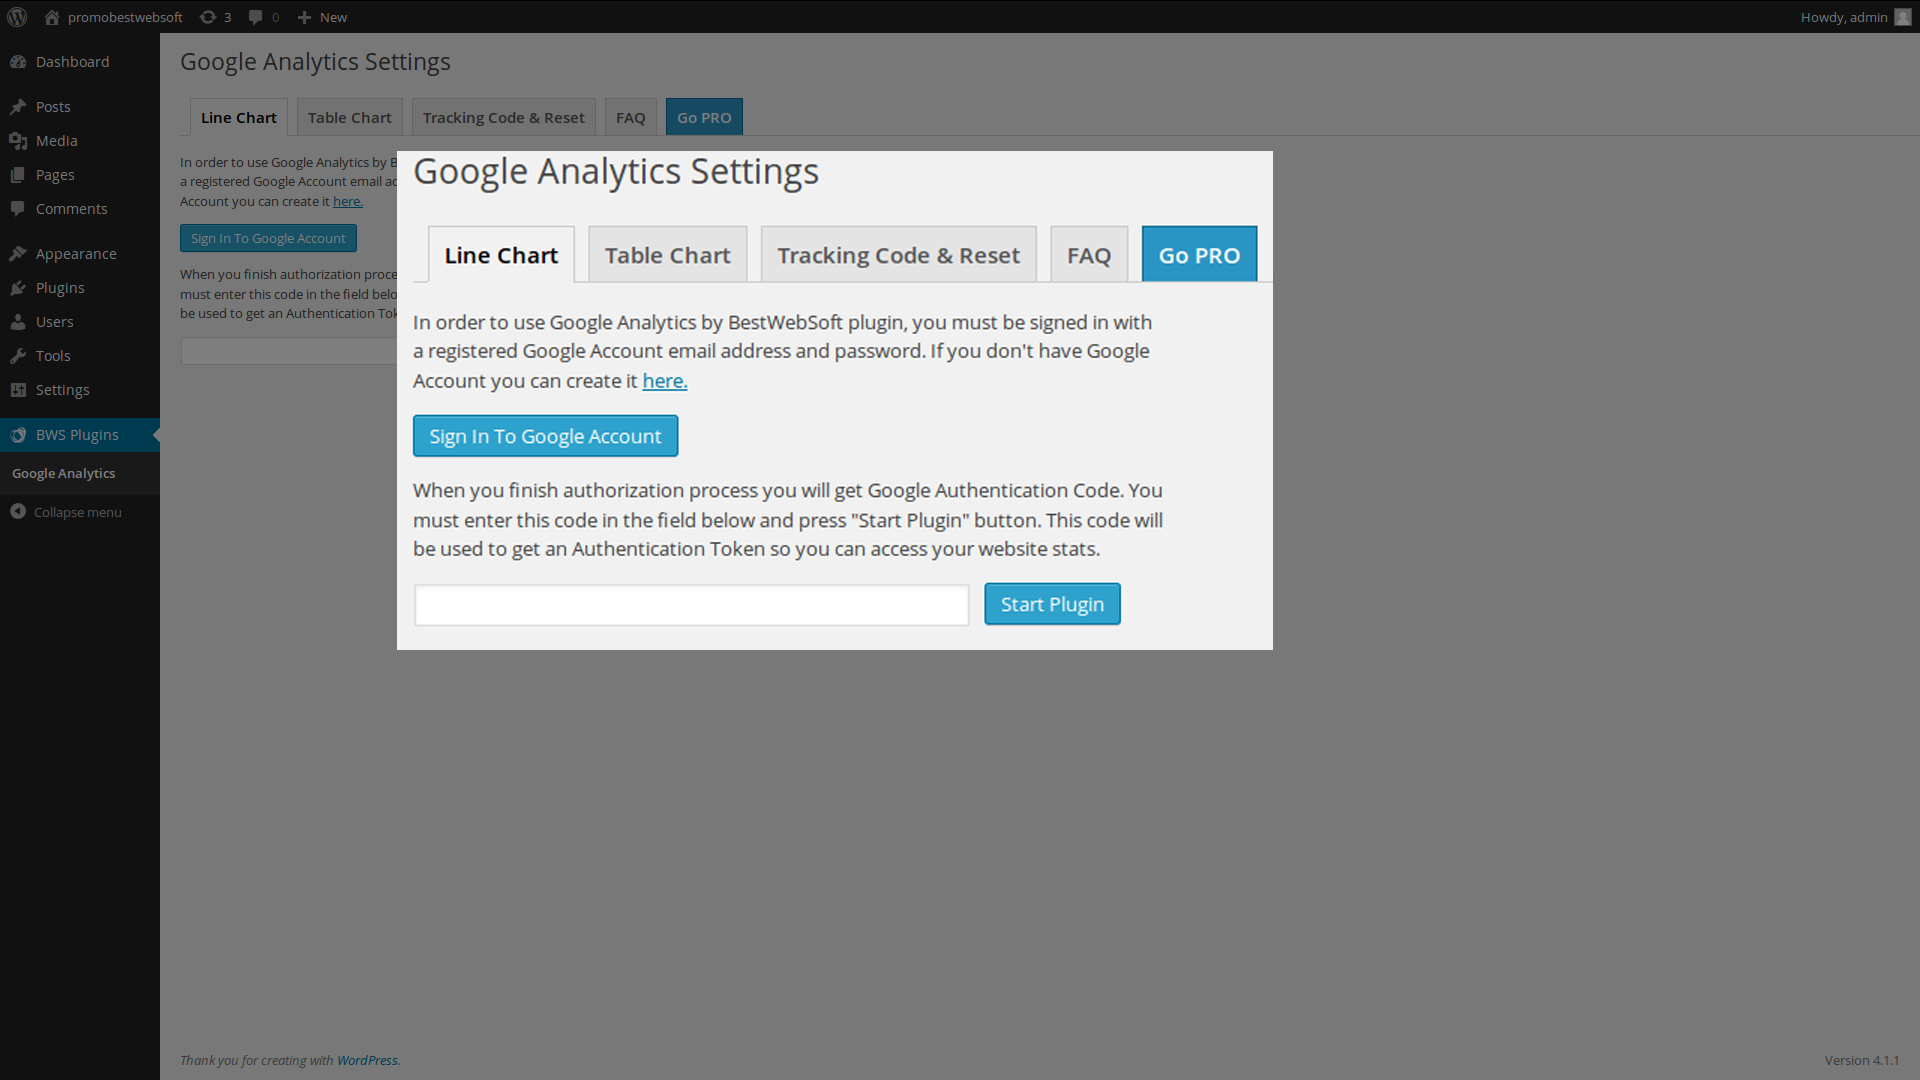 promobestwebsoft 3 0 New Howdy, admin
Dashboard
Posts
Media
Pages
Comments
Appearance
Plugins
Users
Tools
Settings
BWS Plugins
Google Analytics
Collapse menu
Google Analytics Settings
Line Chart Table Chart Tracking Code & Reset FAQ Go PRO
In order to use Google Analytics by B
a registered Google Account email ac
Account you can create it here.
Sign In To Google Account
When you finish authorization proce
must enter this code in the field belo
be used to get an Authentication Tok
Google Analytics Settings
Line Chart Table Chart Tracking Code & Reset FAQ Go PRO
In order to use Google Analytics by BestWebSoft plugin, you must be signed in with
a registered Google Account email address and password. If you don't have Google
Account you can create it here.
Sign In To Google Account
When you finish authorization process you will get Google Authentication Code. You
must enter this code in the field below and press "Start Plugin" button. This code will
be used to get an Authentication Token so you can access your website stats.
Start Plugin
Thank you for creating with WordPress. Version 4.1.1